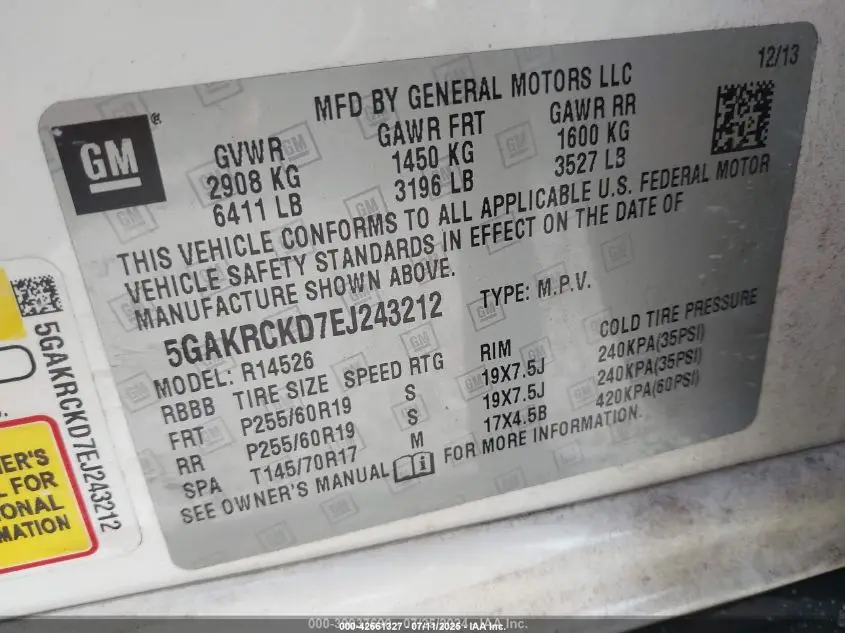 12/13
MFD BY GENERAL MOTORS LLC
GM®
GVWR GAWR FRT GAWR RR
2908 KG 1450 KG 1600 KG
6411 LB 3196 LB 3527 LB
THIS VEHICLE CONFORMS TO ALL APPLICABLE U.S. FEDERAL MOTOR
VEHICLE SAFETY STANDARDS IN EFFECT ON THE DATE OF
MANUFACTURE SHOWN ABOVE.
5GAKRCKD7EJ243212 TYPE: M.P.V.
MODEL: R14526
RBBB TIRE SIZE SPEED RTG RIM COLD TIRE PRESSURE
FRT P255/60R19 S 19X7.5J 240KPA(35PSI)
RR P255/60R19 S 19X7.5J 240KPA(35PSI)
SPA T145/70R17 M 17X4.5B 420KPA(60PSI)
SEE OWNER'S MANUAL FOR MORE INFORMATION.
5GAKRCKD7EJ243212
ER'S
FOR
ONAL
MATION
42661327 - 07/11/2025 - IAA Inc.